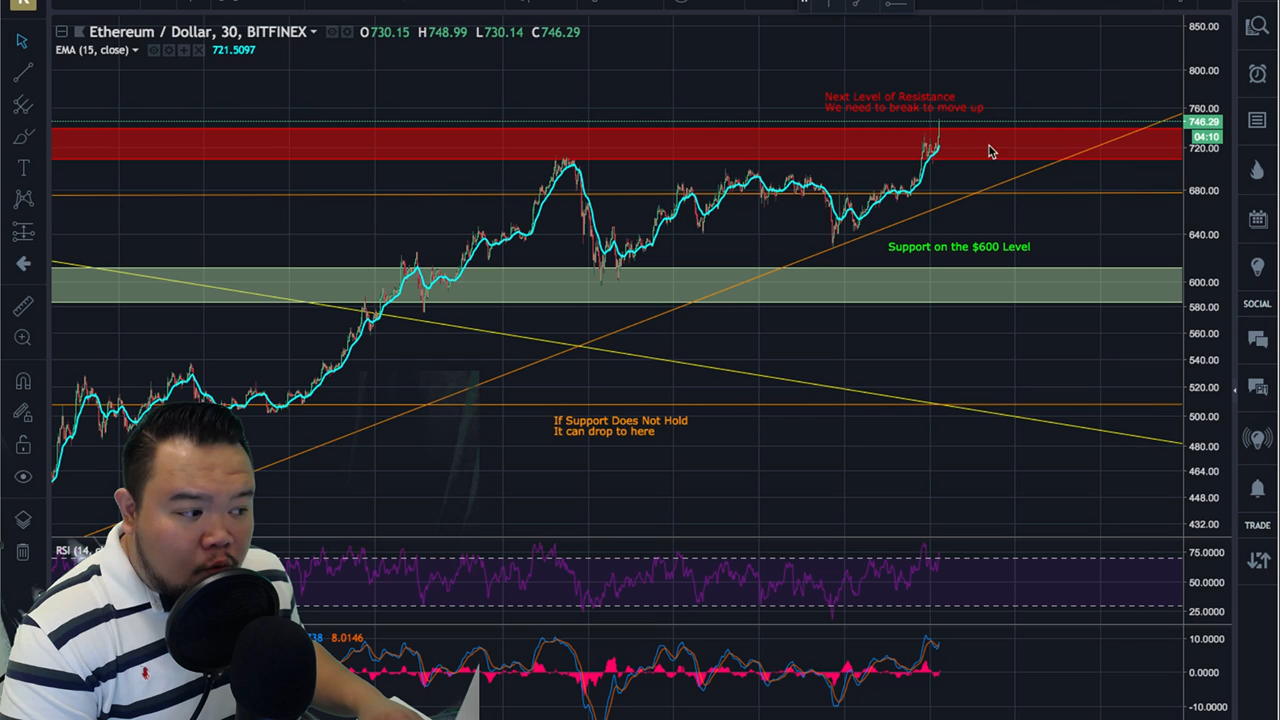 Ethereum / Dollar, 30, BITFINEX O730.15 H748.99 L730.14 C746.29
EMA (15, close) 721.5097
850.00
800.00
Next Level of Resistance
We need to break to move up
760.00
746.29
04:10
720.00
680.00
640.00
Support on the $600 Level
600.00
580.00
560.00
540.00
520.00
500.00
If Support Does Not Hold
It can drop to here
480.00
464.00
448.00
432.00
RSI (14,
75.0000
50.0000
25.0000
8.0146
10.0000
0.0000
-10.0000
SOCIAL
TRADE